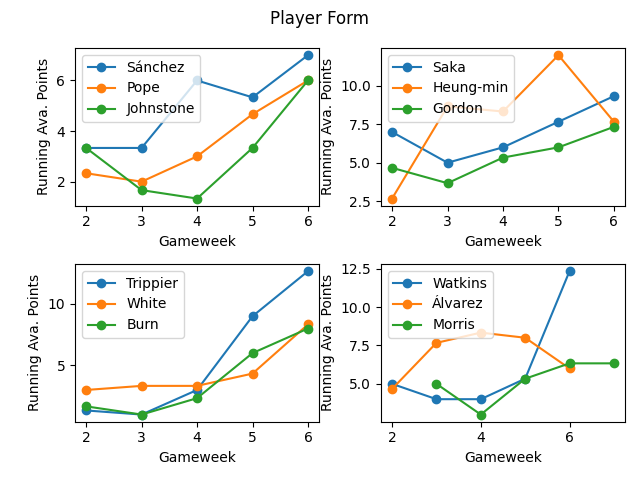 Player Form
Sánchez
Pope
Johnstone
6
4
2
2 3 4 5 6
Running Ava. Points
Gameweek
Saka
Heung-min
Gordon
10.0
7.5
5.0
2.5
2 3 4 5 6
Running Ava. Points
Gameweek
Trippier
White
Burn
10
5
2 3 4 5 6
Running Ava. Points
Gameweek
Watkins
Álvarez
Morris
12.5
10.0
7.5
5.0
2 4 6
Running Ava. Points
Gameweek